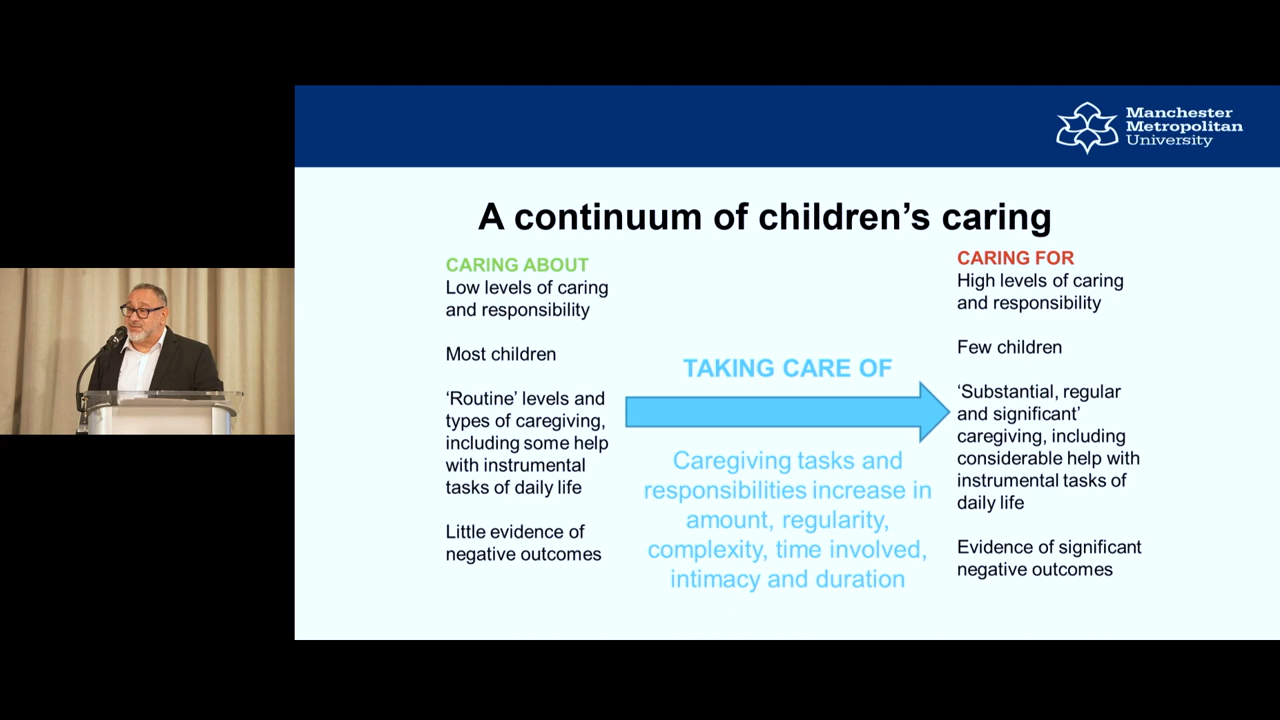 Manchester
Metropolitan
University
A continuum of children’s caring
CARING ABOUT
Low levels of caring
and responsibility
Most children
‘Routine’ levels and
types of caregiving,
including some help
with instrumental
tasks of daily life
Little evidence of
negative outcomes
TAKING CARE OF
Caregiving tasks and
responsibilities increase in
amount, regularity,
complexity, time involved,
intimacy and duration
CARING FOR
High levels of caring
and responsibility
Few children
‘Substantial, regular
and significant’
caregiving, including
considerable help with
instrumental tasks of
daily life
Evidence of significant
negative outcomes